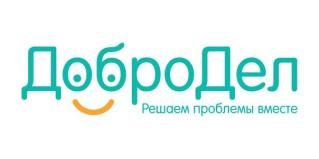 ДоброДел
Решаем проблемы вместе